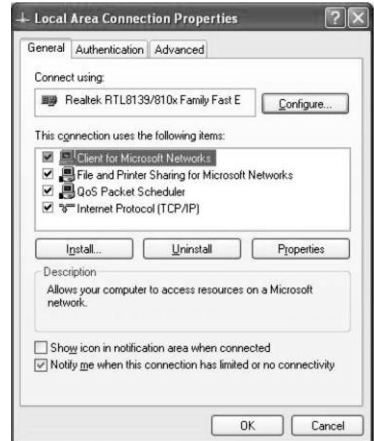 Local Area Connection Properties
General Authentication Advanced
Connect using:
Realtek RTL8139/810x Family Fast E
Configure...
This connection uses the following items:
Client for Microsoft Networks
File and Printer Sharing for Microsoft Networks
QoS Packet Scheduler
Internet Protocol (TCP/IP)
Install... Uninstall Properties
Description
Allows your computer to access resources on a Microsoft
network.
Show icon in notification area when connected
Notify me when this connection has limited or no connectivity
OK Cancel